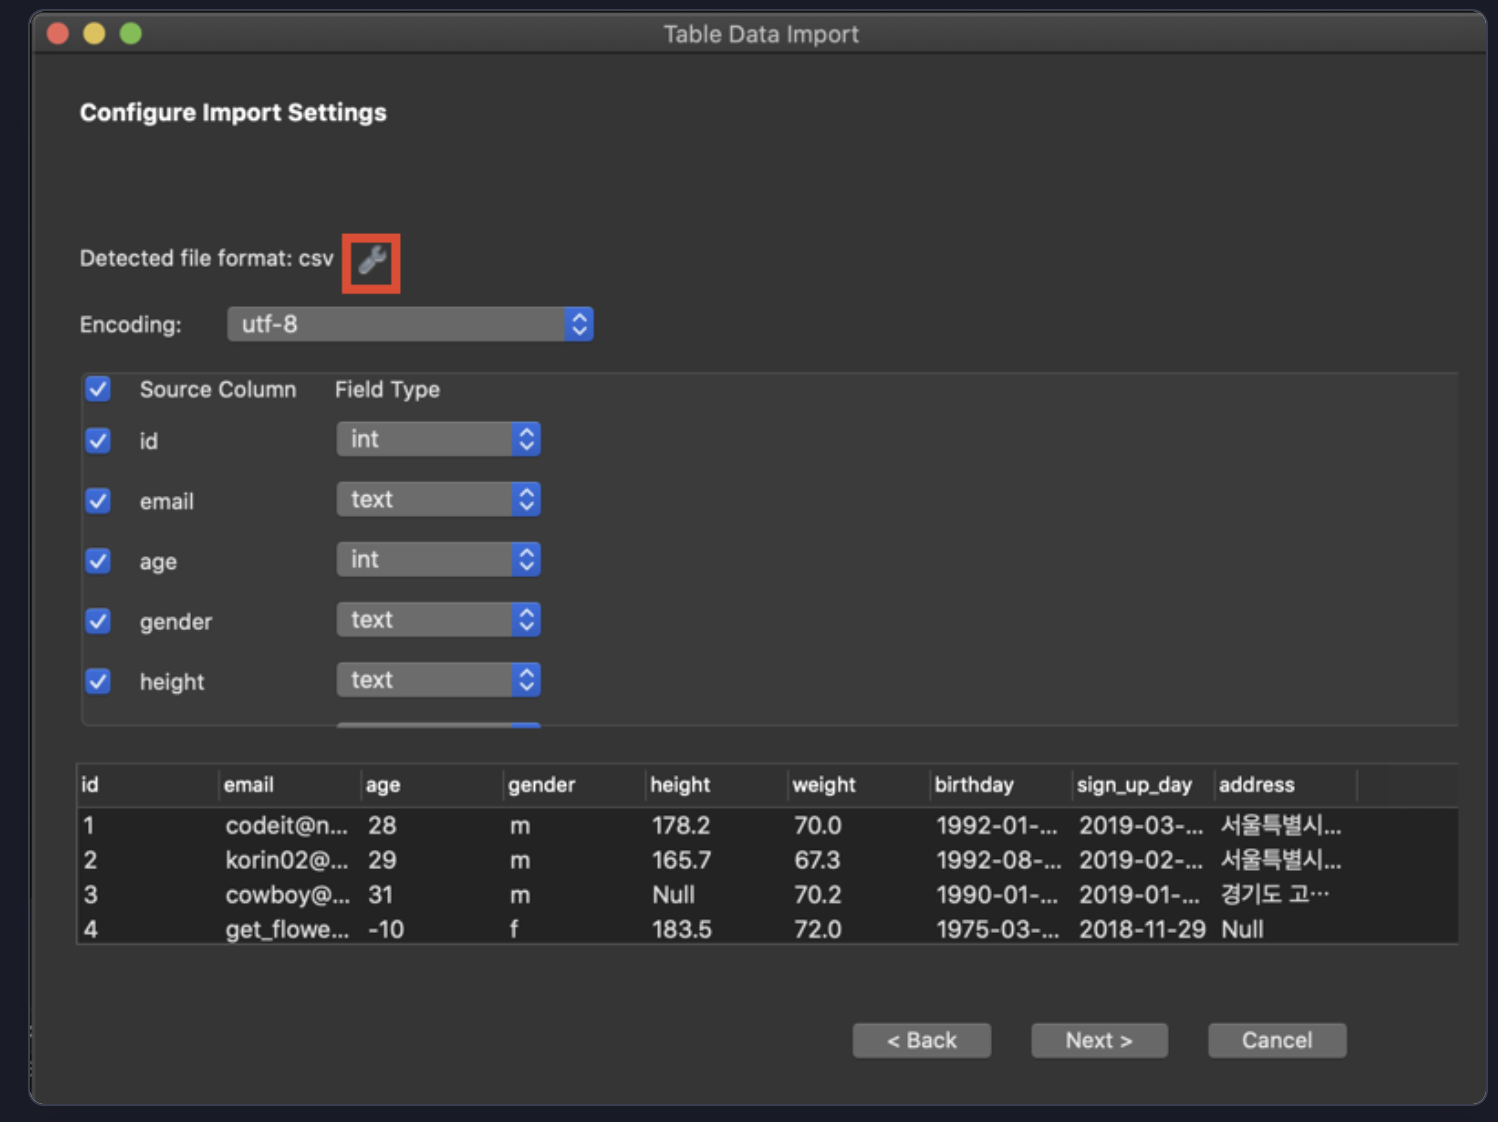 Table Data Import
Configure Import Settings
Detected file format: csv
Encoding: utf-8
Source Column Field Type
id int
email text
age int
gender text
height text
id email age gender height weight birthday sign_up_day address
1 codeit@n... 28 m 178.2 70.0 1992-01-... 2019-03-... 서울특별시...
2 korin02@... 29 m 165.7 67.3 1992-08-... 2019-02-... 서울특별시...
3 cowboy@... 31 m Null 70.2 1990-01-... 2019-01-... 경기도 고...
4 get_flowe... -10 f 183.5 72.0 1975-03-... 2018-11-29 Null
< Back Next > Cancel